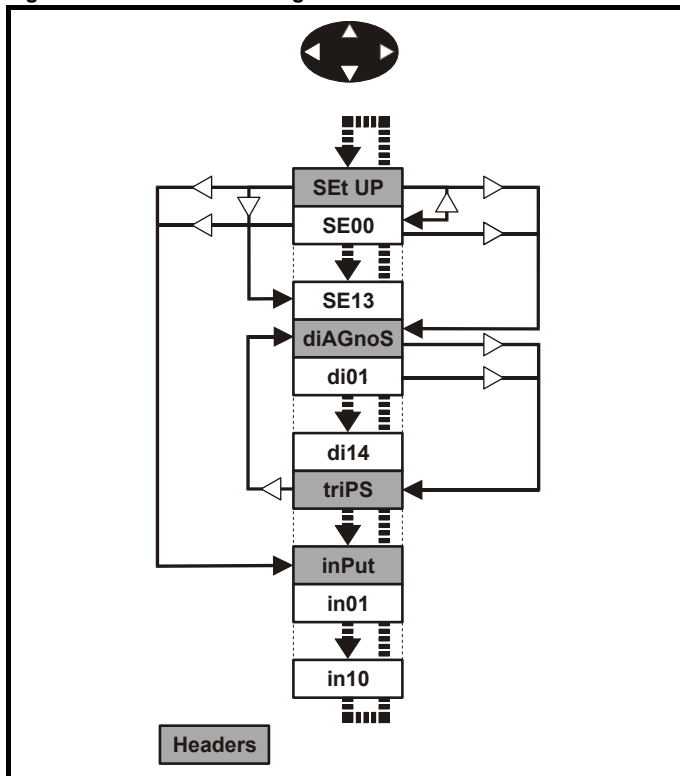 SEt UP
SE00
SE13
diAGnoS
di01
di14
triPS
inPut
in01
in10
Headers